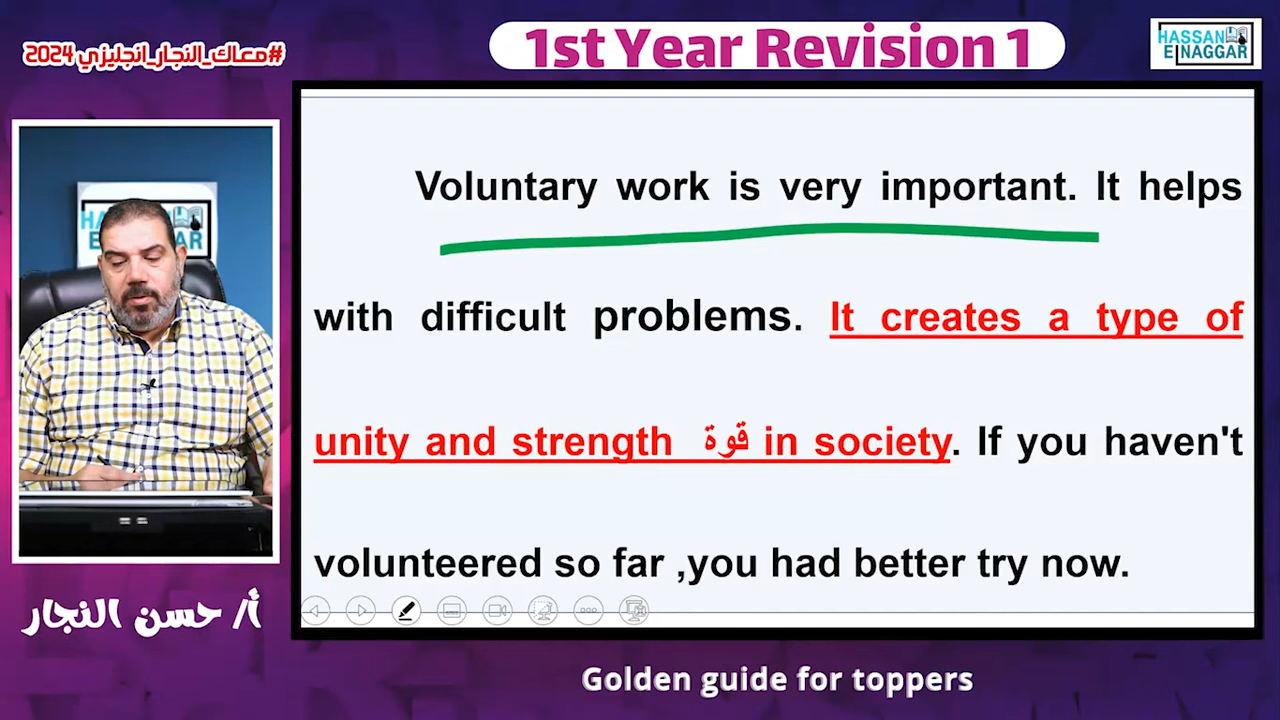 #معاك_النجار_انجليزي 2024
1st Year Revision 1
HASSAN
ELNAGGAR
Voluntary work is very important. It helps
with difficult problems. It creates a type of
unity and strength قوة in society. If you haven't
volunteered so far ,you had better try now.
أ/ حسن النجار
Golden guide for toppers